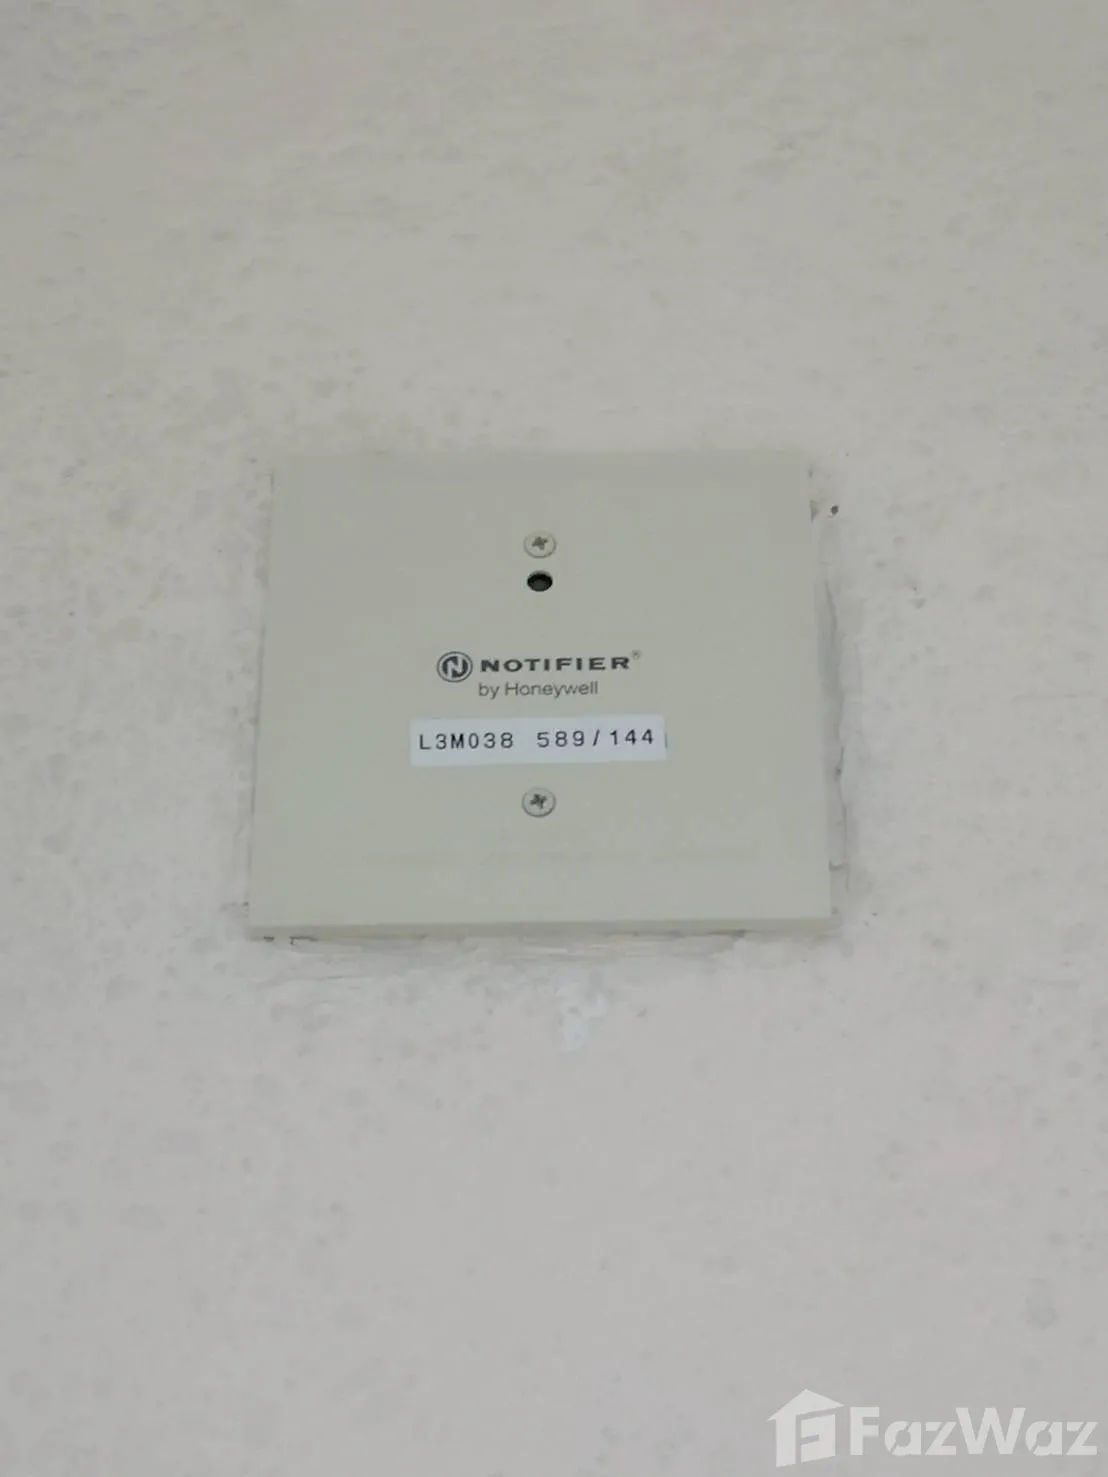 NOTIFIER®
by Honeywell
L3M038 589/144
FazWaz